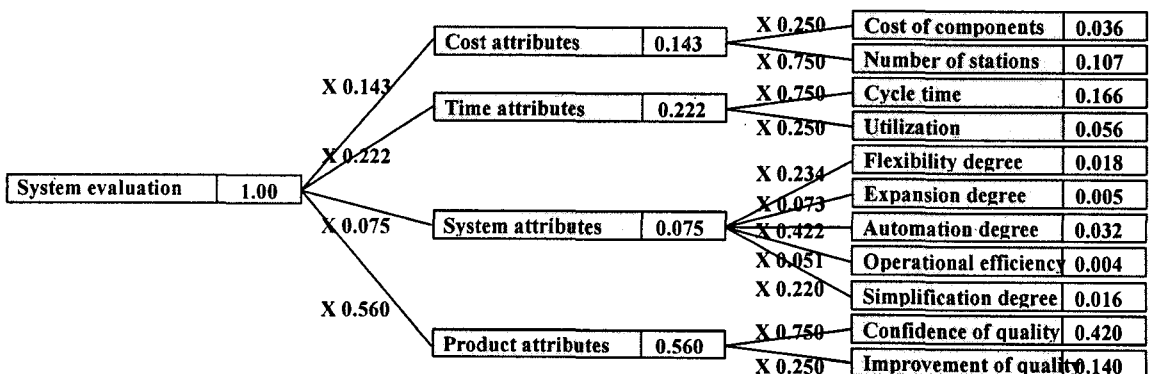 X 0.250 Cost of components 0.036
Cost attributes 0.143
X 0.750 Number of stations 0.107
X 0.143
X 0.750 Cycle time 0.166
Time attributes 0.222
X 0.250 Utilization 0.056
X 0.222
Flexibility degree 0.018
X 0.234
System evaluation 1.00
Expansion degree 0.005
X 0.073
X 0.075
System attributes 0.075
X 0.422 Automation degree 0.032
X 0.051 Operational efficiency 0.004
X 0.220 Simplification degree 0.016
X 0.560
X 0.750 Confidence of quality 0.420
Product attributes 0.560
X 0.250 Improvement of quality 0.140